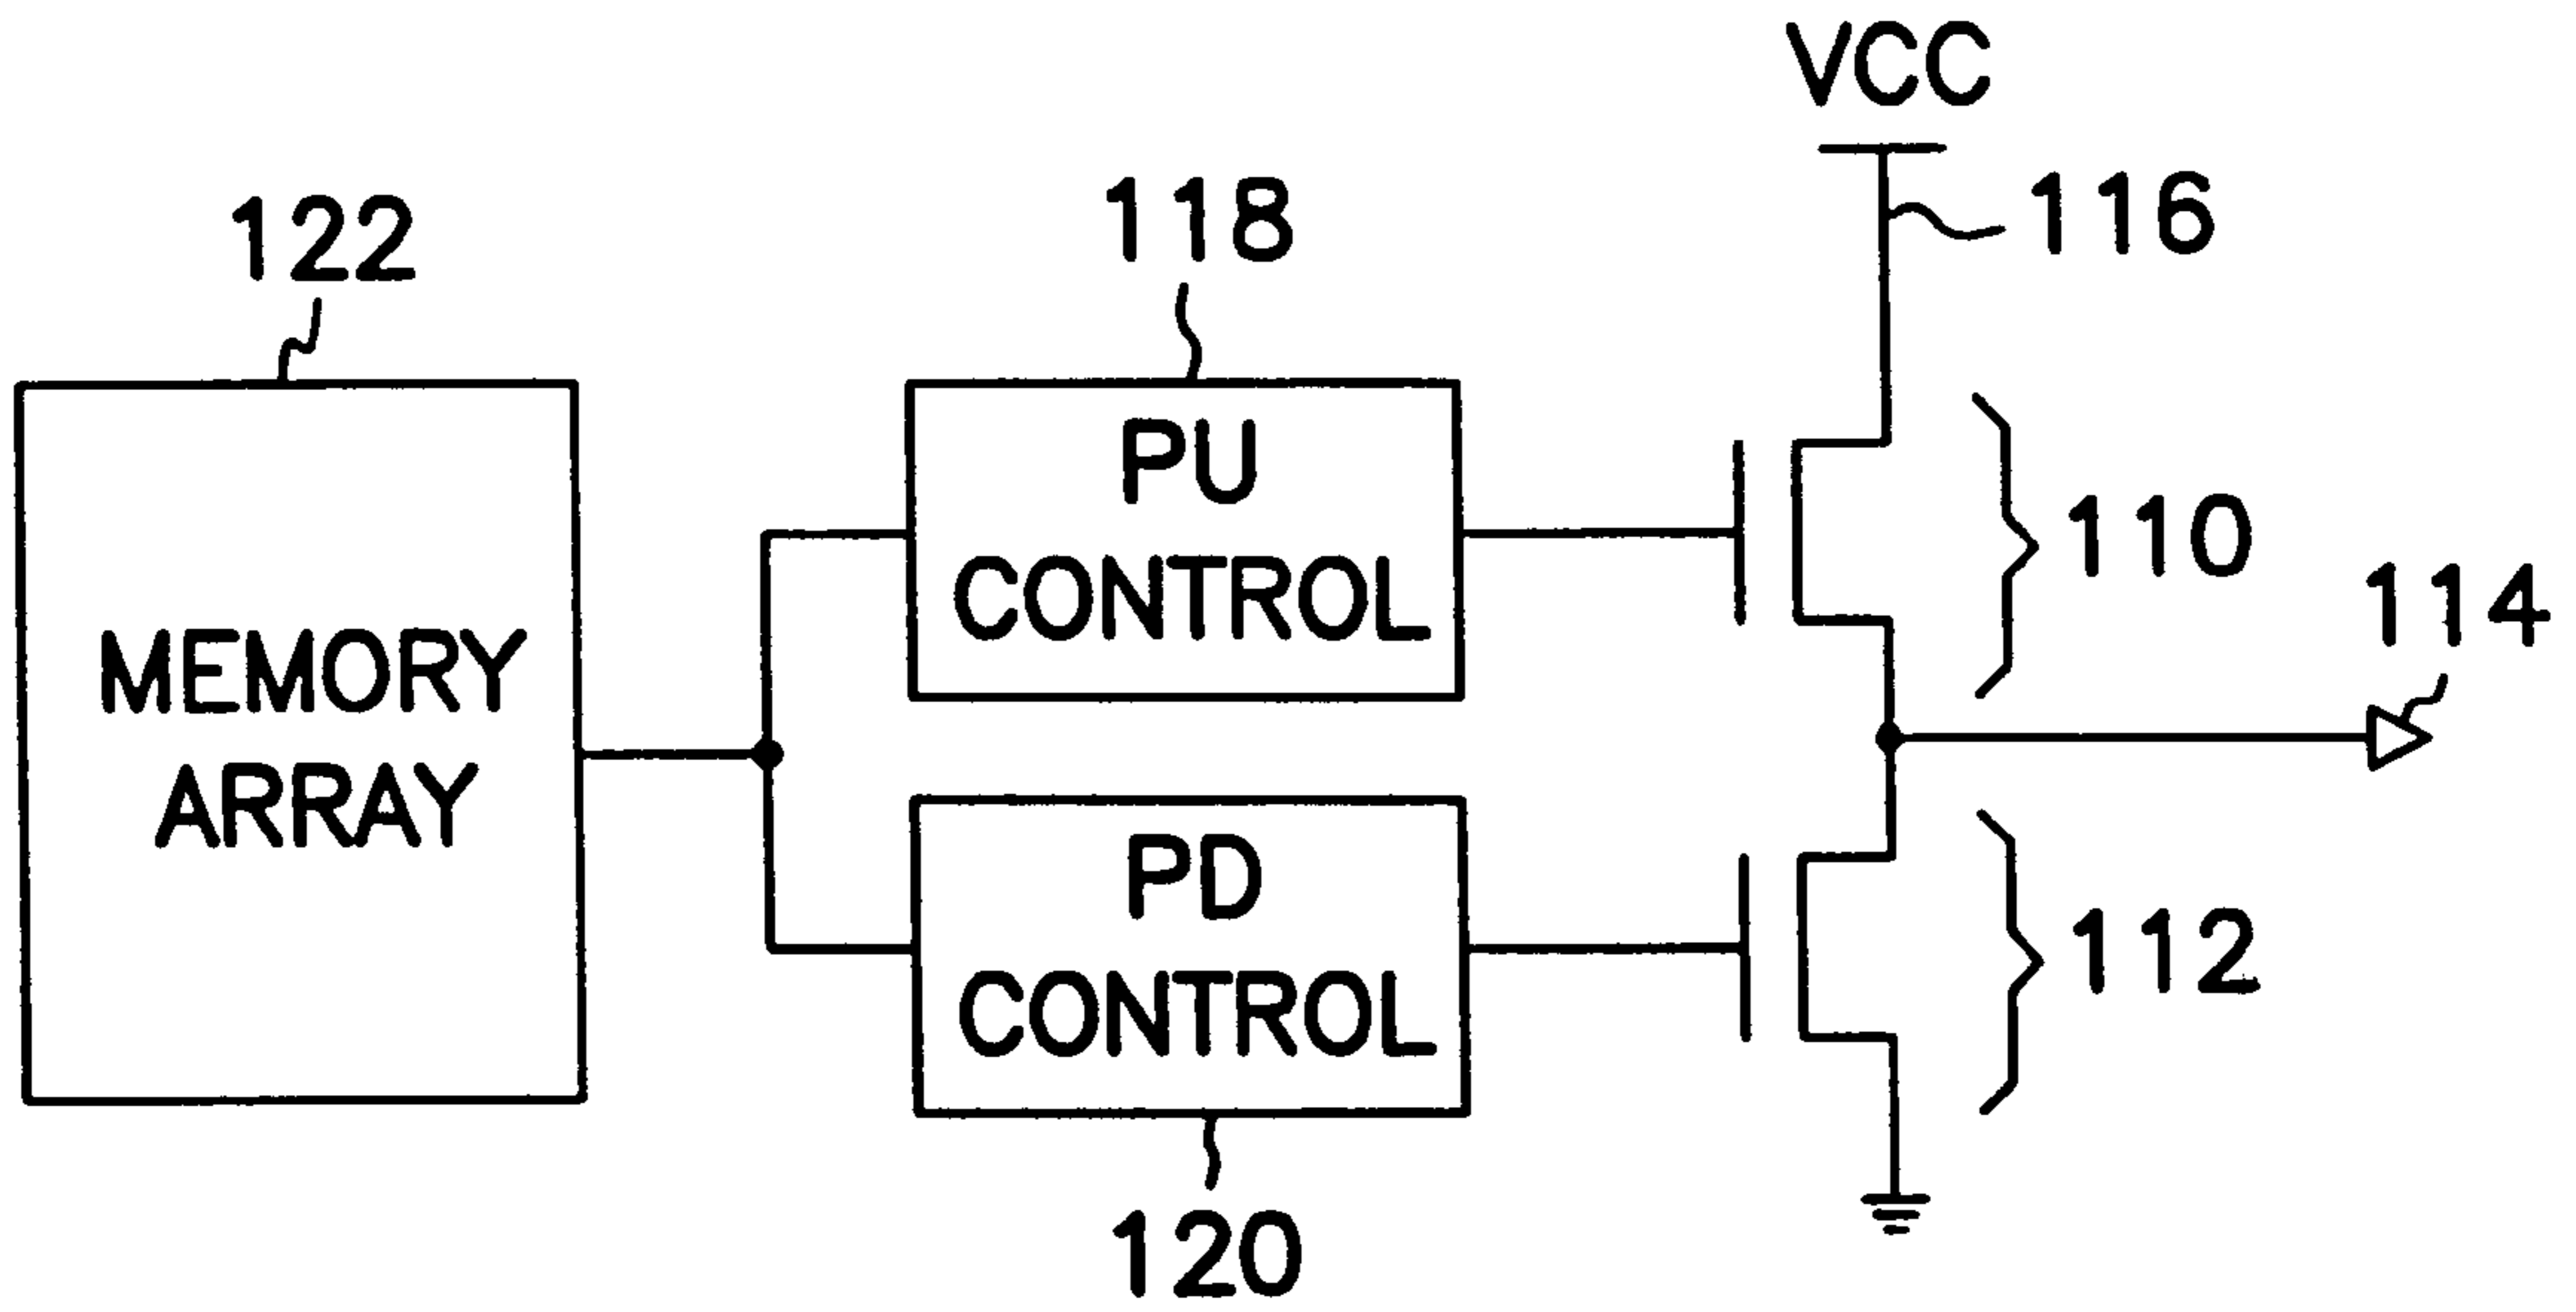 VCC
116
122
118
PU
CONTROL
110
114
MEMORY
ARRAY
PD
CONTROL
112
120